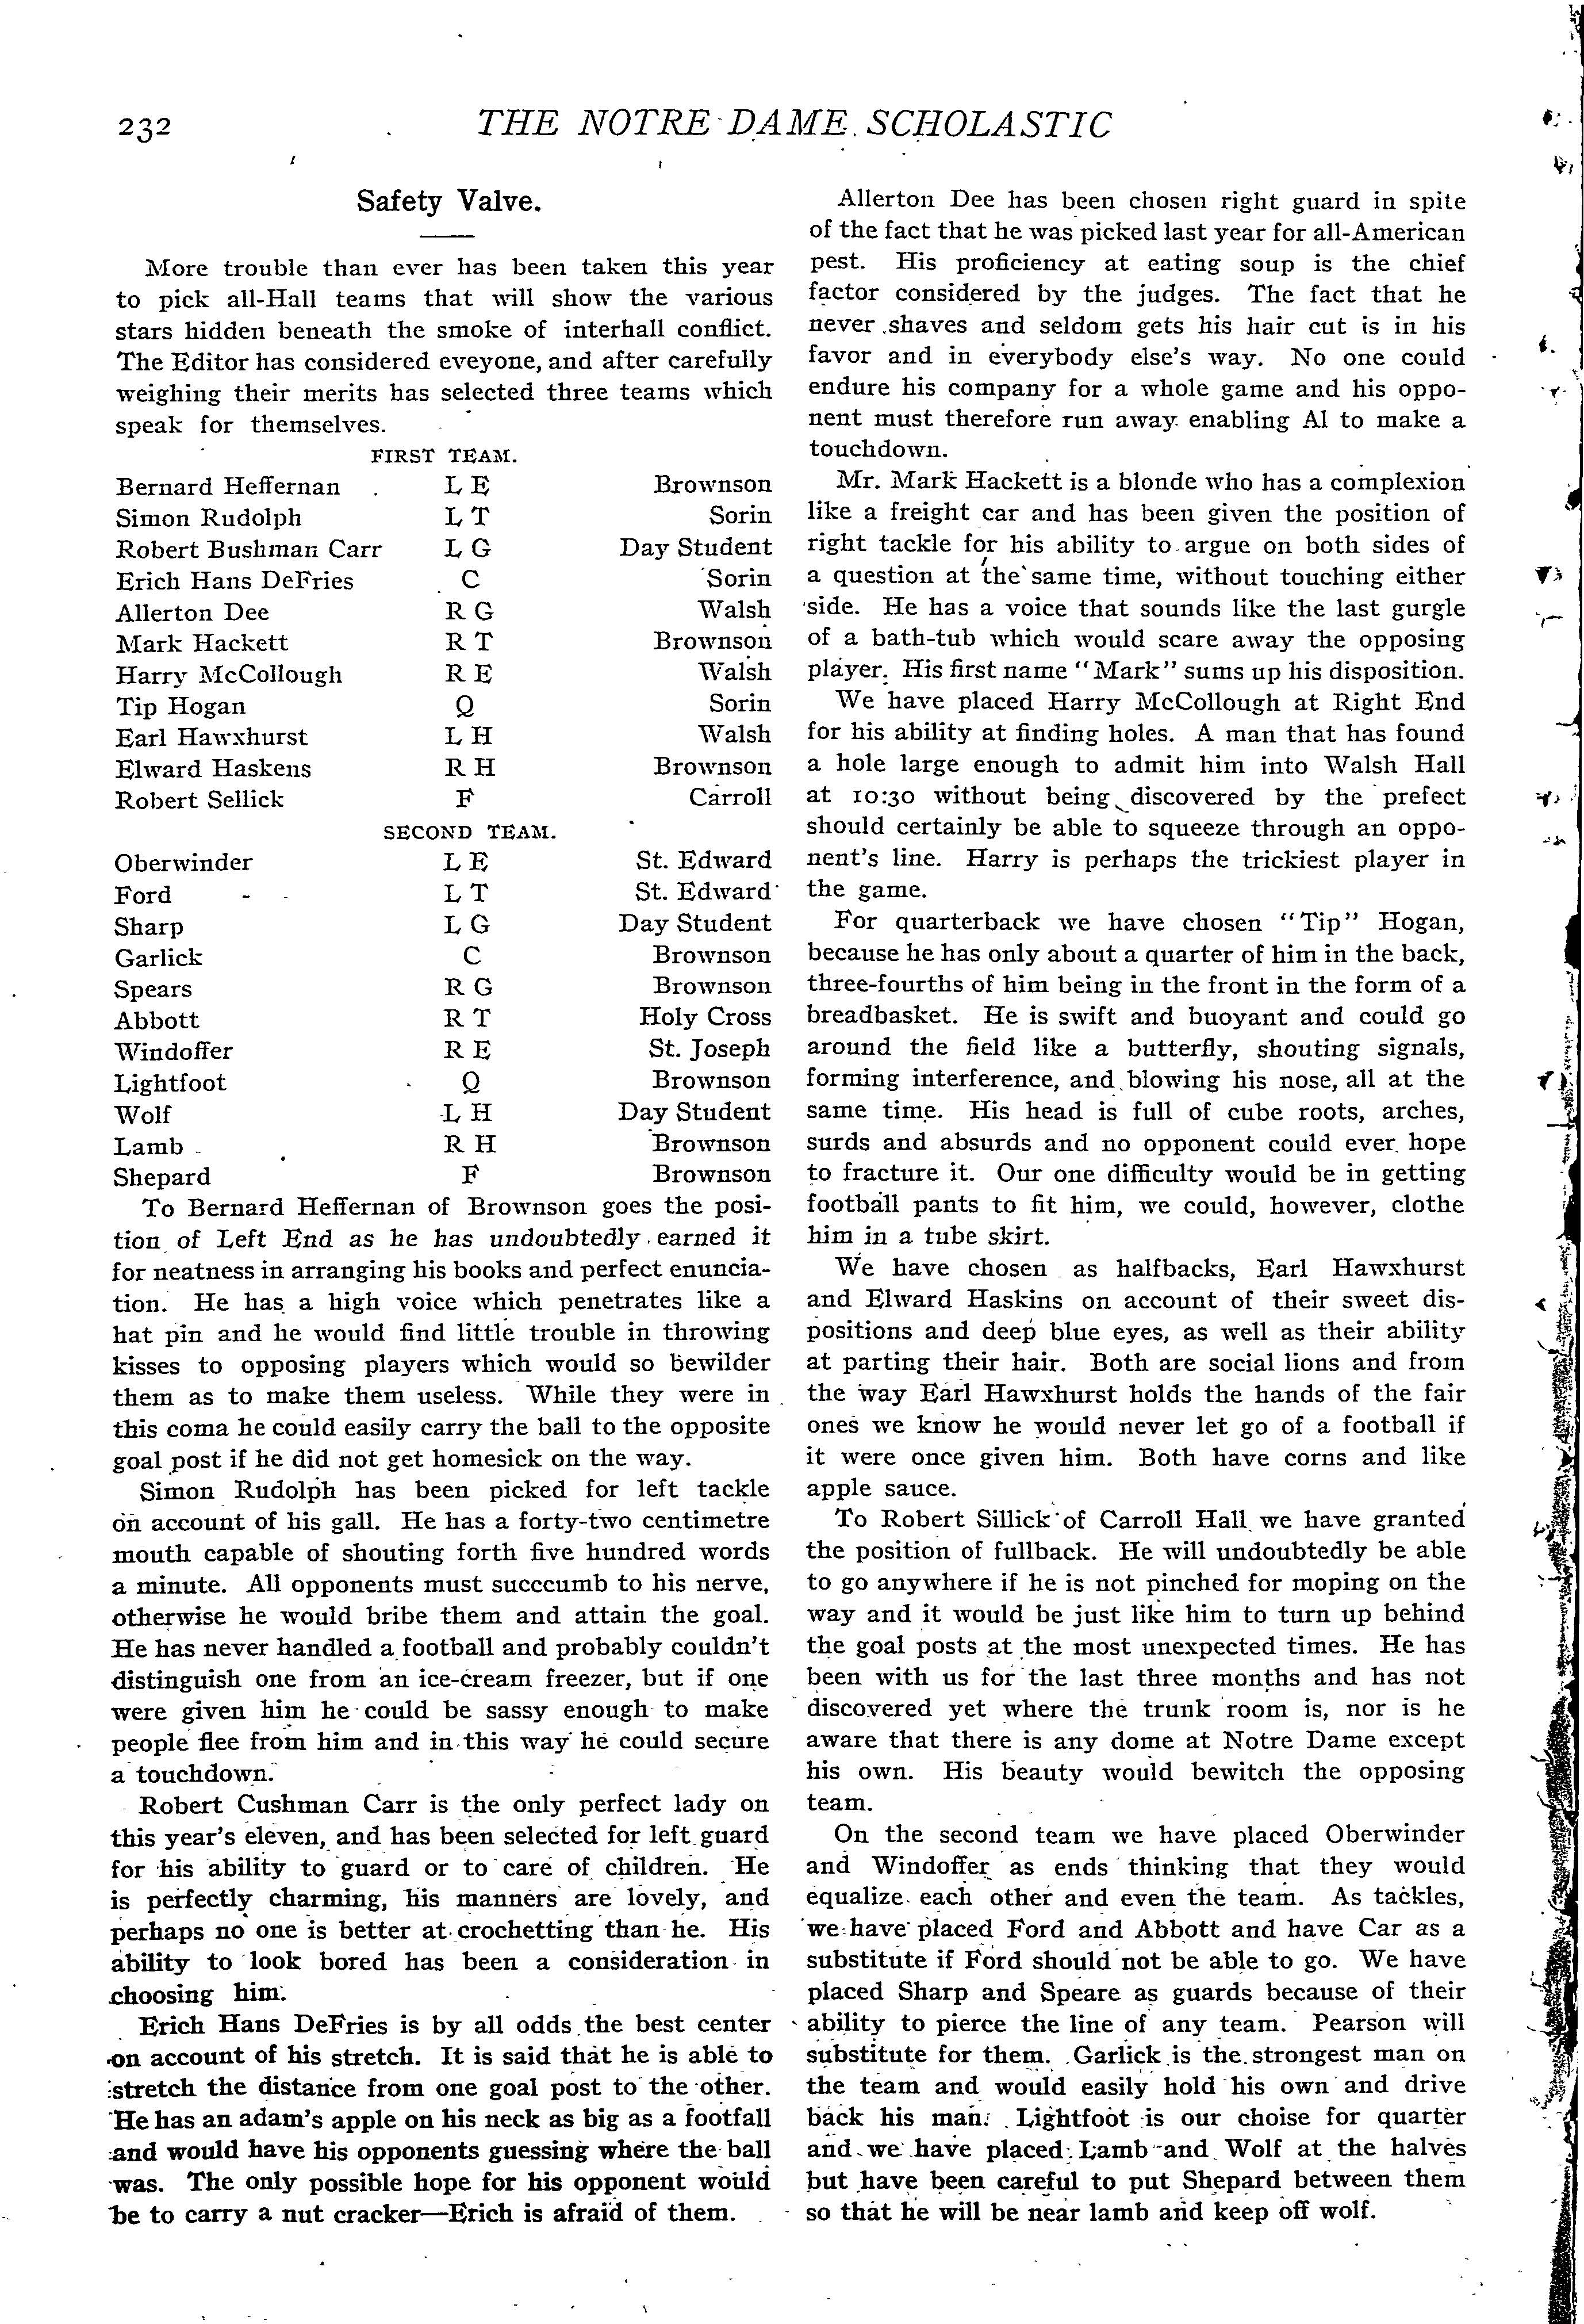 232
THE NOTRE DAME SCHOLASTIC
Safety Valve.
More trouble than ever has been taken this year
to pick all-Hall teams that will show the various
stars hidden beneath the smoke of interhall conflict.
The Editor has considered eveyone, and after carefully
weighing their merits has selected three teams which
speak for themselves.
FIRST TEAM.
Bernard Heffernan L E Brownson
Simon Rudolph L T Sorin
Robert Bushman Carr L G Day Student
Erich Hans DeFries C Sorin
Allerton Dee R G Walsh
Mark Hackett R T Brownson
Harry McCollough R E Walsh
Tip Hogan Q Sorin
Earl Hawxhurst L H Walsh
Elward Haskens R H Brownson
Robert Sellick F Carroll
SECOND TEAM.
Oberwinder L E St. Edward
Ford L T St. Edward
Sharp L G Day Student
Garlick C Brownson
Spears R G Brownson
Abbott R T Holy Cross
Windoffer R E St. Joseph
Lightfoot Q Brownson
Wolf L H Day Student
Lamb R H Brownson
Shepard F Brownson
To Bernard Heffernan of Brownson goes the posi-
tion of Left End as he has undoubtedly earned it
for neatness in arranging his books and perfect enuncia-
tion. He has a high voice which penetrates like a
hat pin and he would find little trouble in throwing
kisses to opposing players which would so bewilder
them as to make them useless. While they were in
this coma he could easily carry the ball to the opposite
goal post if he did not get homesick on the way.
Simon Rudolph has been picked for left tackle
on account of his gall. He has a forty-two centimetre
mouth capable of shouting forth five hundred words
a minute. All opponents must succcumb to his nerve,
otherwise he would bribe them and attain the goal.
He has never handled a football and probably couldn't
distinguish one from an ice-cream freezer, but if one
were given him he could be sassy enough to make
people flee from him and in this way he could secure
a touchdown.
Robert Cushman Carr is the only perfect lady on
this year's eleven, and has been selected for left guard
for his ability to guard or to care of children. He
is perfectly charming, his manners are lovely, and
perhaps no one is better at crochetting than he. His
ability to look bored has been a consideration in
choosing him.
Erich Hans DeFries is by all odds the best center
on account of his stretch. It is said that he is able to
stretch the distance from one goal post to the other.
He has an adam's apple on his neck as big as a footfall
and would have his opponents guessing where the ball
was. The only possible hope for his opponent would
be to carry a nut cracker—Erich is afraid of them.
Allerton Dee has been chosen right guard in spite
of the fact that he was picked last year for all-American
pest. His proficiency at eating soup is the chief
factor considered by the judges. The fact that he
never shaves and seldom gets his hair cut is in his
favor and in everybody else's way. No one could
endure his company for a whole game and his oppo-
nent must therefore run away enabling Al to make a
touchdown.
Mr. Mark Hackett is a blonde who has a complexion
like a freight car and has been given the position of
right tackle for his ability to argue on both sides of
a question at the same time, without touching either
side. He has a voice that sounds like the last gurgle
of a bath-tub which would scare away the opposing
player. His first name "Mark" sums up his disposition.
We have placed Harry McCollough at Right End
for his ability at finding holes. A man that has found
a hole large enough to admit him into Walsh Hall
at 10:30 without being discovered by the prefect
should certainly be able to squeeze through an oppo-
nent's line. Harry is perhaps the trickiest player in
the game.
For quarterback we have chosen "Tip" Hogan,
because he has only about a quarter of him in the back,
three-fourths of him being in the front in the form of a
breadbasket. He is swift and buoyant and could go
around the field like a butterfly, shouting signals,
forming interference, and blowing his nose, all at the
same time. His head is full of cube roots, arches,
surds and absurds and no opponent could ever hope
to fracture it. Our one difficulty would be in getting
football pants to fit him, we could, however, clothe
him in a tube skirt.
We have chosen as halfbacks, Earl Hawxhurst
and Elward Haskins on account of their sweet dis-
positions and deep blue eyes, as well as their ability
at parting their hair. Both are social lions and from
the way Earl Hawxhurst holds the hands of the fair
ones we know he would never let go of a football if
it were once given him. Both have corns and like
apple sauce.
To Robert Sillick of Carroll Hall we have granted
the position of fullback. He will undoubtedly be able
to go anywhere if he is not pinched for moping on the
way and it would be just like him to turn up behind
the goal posts at the most unexpected times. He has
been with us for the last three months and has not
discovered yet where the trunk room is, nor is he
aware that there is any dome at Notre Dame except
his own. His beauty would bewitch the opposing
team.
On the second team we have placed Oberwinder
and Windoffer as ends thinking that they would
equalize each other and even the team. As tackles,
we have placed Ford and Abbott and have Car as a
substitute if Ford should not be able to go. We have
placed Sharp and Speare as guards because of their
ability to pierce the line of any team. Pearson will
substitute for them. Garlick is the strongest man on
the team and would easily hold his own and drive
back his man. Lightfoot is our choise for quarter
and we have placed Lamb and Wolf at the halves
but have been careful to put Shepard between them
so that he will be near lamb and keep off wolf.